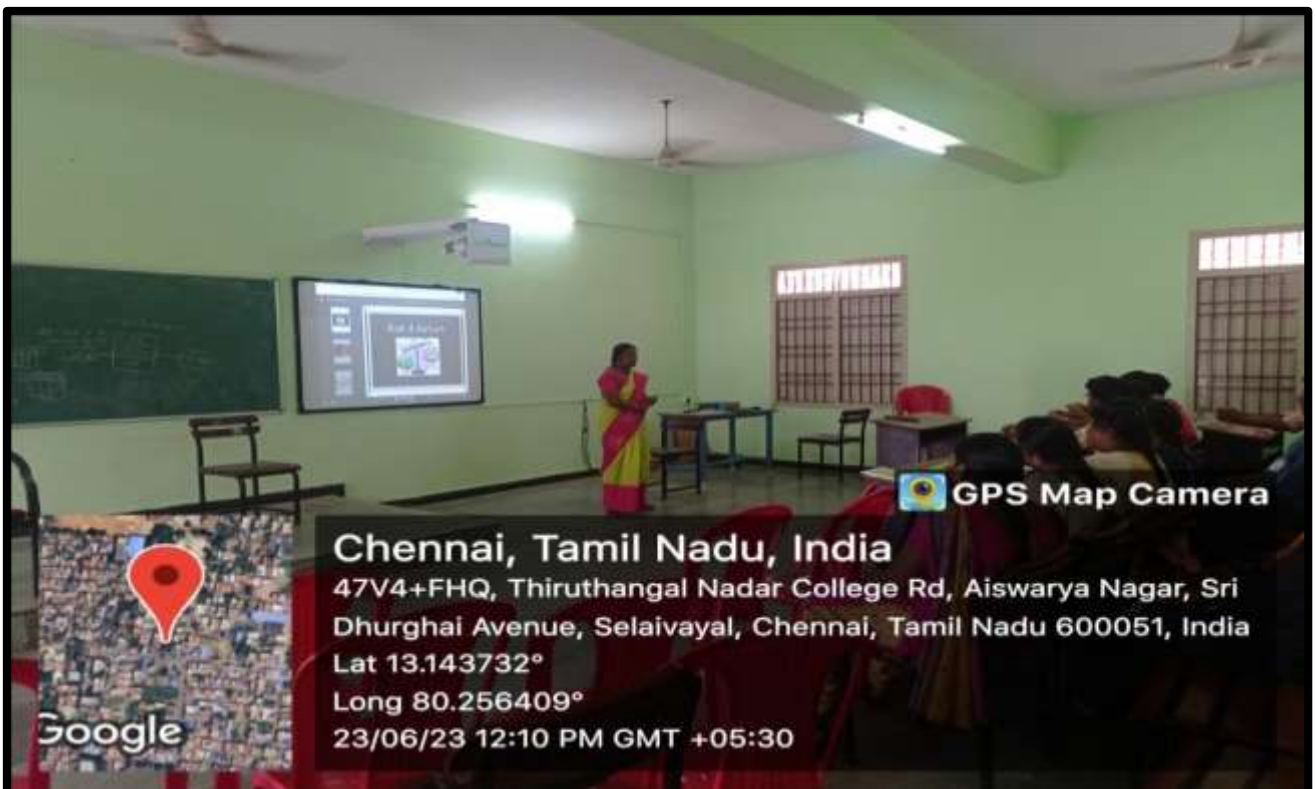 GPS Map Camera
Chennai, Tamil Nadu, India
47V4+FHQ, Thiruthangal Nadar College Rd, Aiswarya Nagar, Sri
Dhurghai Avenue, Selaivayal, Chennai, Tamil Nadu 600051, India
Lat 13.143732°
Long 80.256409°
23/06/23 12:10 PM GMT +05:30
Google